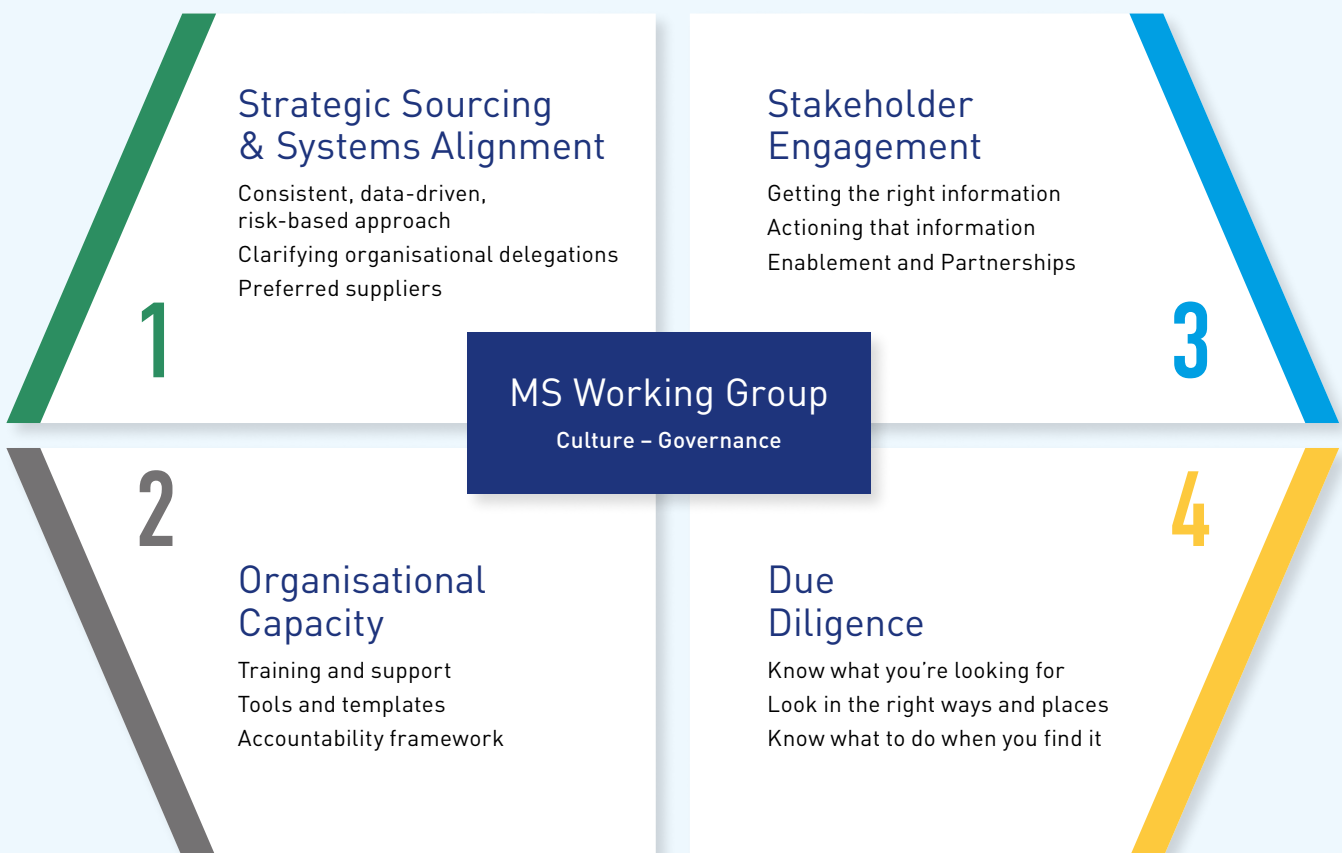 1
Strategic Sourcing
& Systems Alignment
Consistent, data-driven,
risk-based approach
Clarifying organisational delegations
Preferred suppliers
2
Organisational
Capacity
Training and support
Tools and templates
Accountability framework
MS Working Group
Culture – Governance
3
Stakeholder
Engagement
Getting the right information
Actioning that information
Enablement and Partnerships
4
Due
Diligence
Know what you’re looking for
Look in the right ways and places
Know what to do when you find it